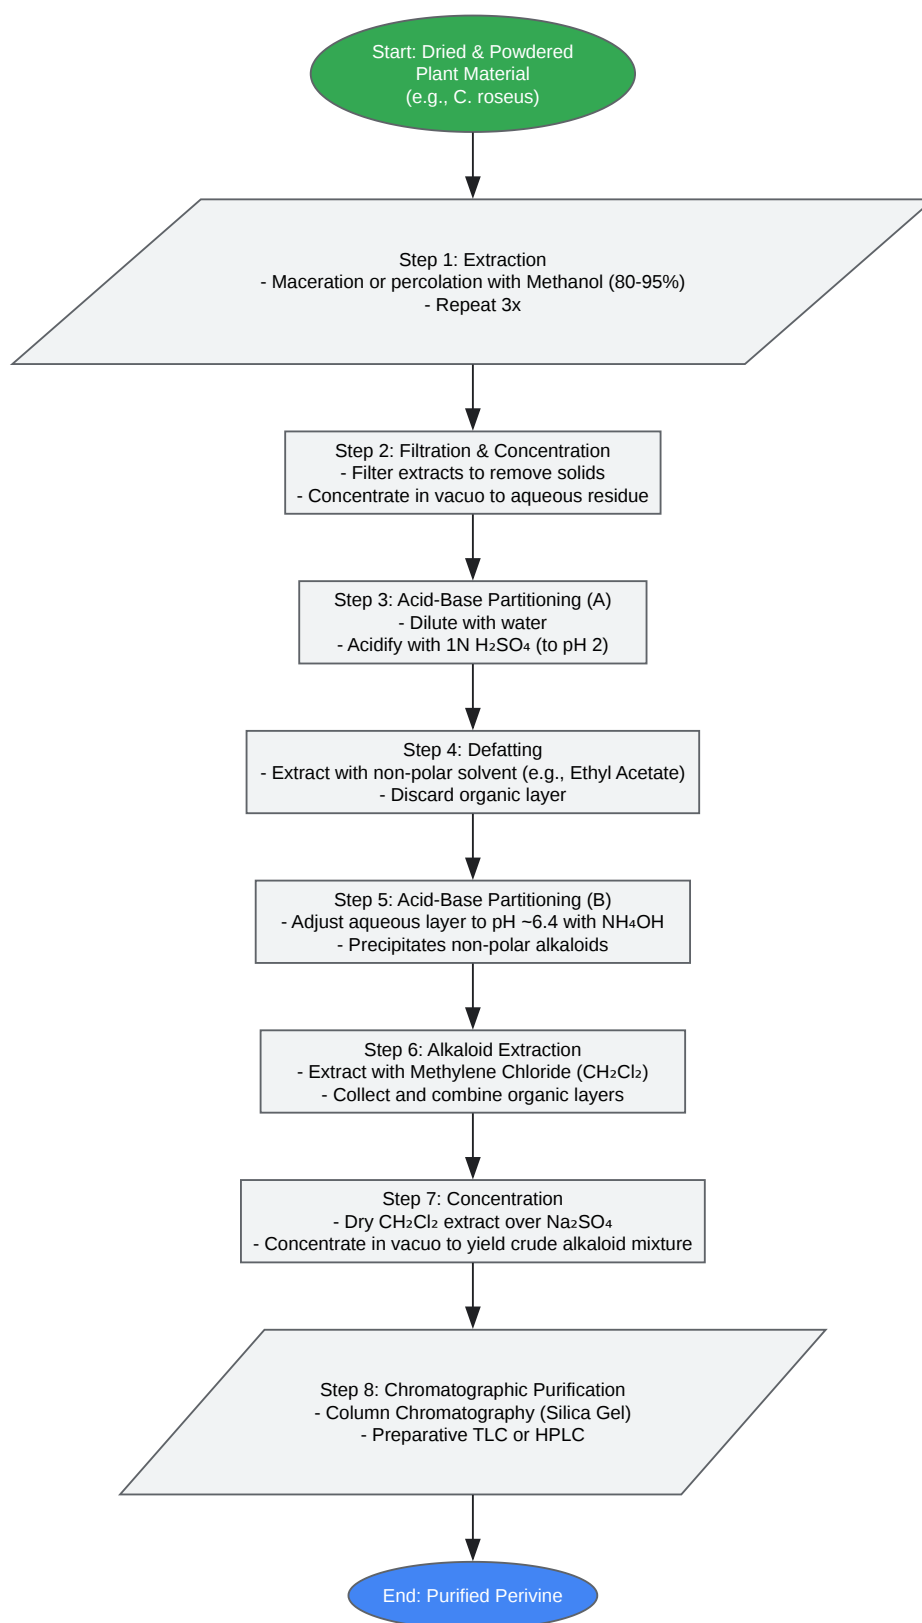 Start: Dried & Powdered
Plant Material
(e.g., C. roseus)
Step 1: Extraction
- Maceration or percolation with Methanol (80-95%)
- Repeat 3x
Step 2: Filtration & Concentration
- Filter extracts to remove solids
- Concentrate in vacuo to aqueous residue
Step 3: Acid-Base Partitioning (A)
- Dilute with water
- Acidify with 1N H₂SO₄ (to pH 2)
Step 4: Defatting
- Extract with non-polar solvent (e.g., Ethyl Acetate)
- Discard organic layer
Step 5: Acid-Base Partitioning (B)
- Adjust aqueous layer to pH ~6.4 with NH₄OH
- Precipitates non-polar alkaloids
Step 6: Alkaloid Extraction
- Extract with Methylene Chloride (CH₂Cl₂)
- Collect and combine organic layers
Step 7: Concentration
- Dry CH₂Cl₂ extract over Na₂SO₄
- Concentrate in vacuo to yield crude alkaloid mixture
Step 8: Chromatographic Purification
- Column Chromatography (Silica Gel)
- Preparative TLC or HPLC
End: Purified Perivine